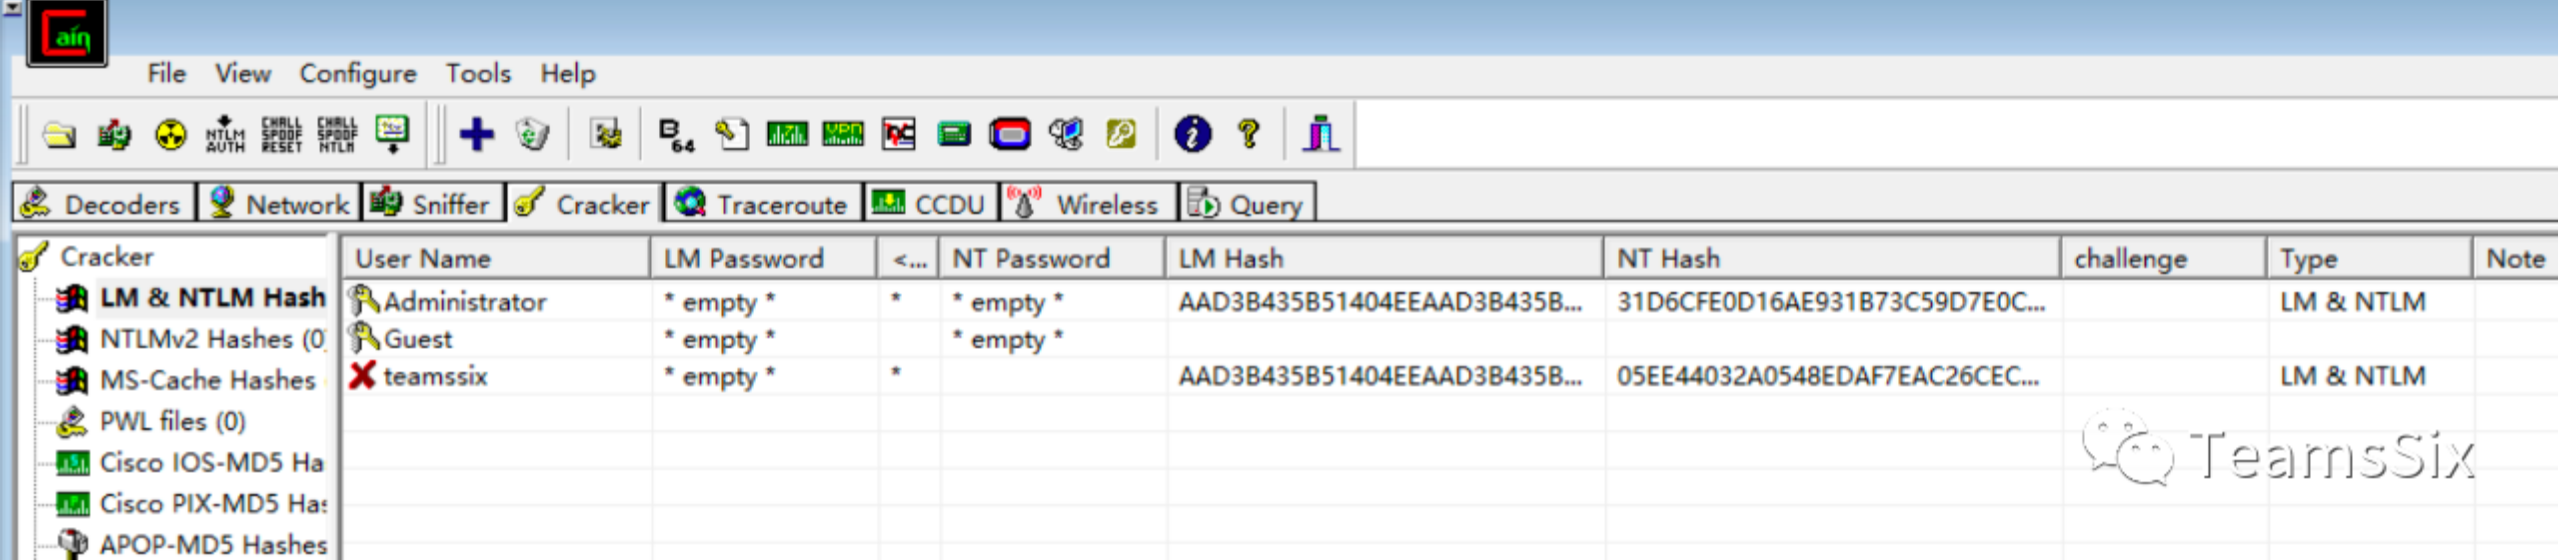 Cain
File View Configure Tools Help
NTLM AUTH CHALL SPOOF RESET CHALL SPOOF NTLM B 64 VPN
Decoders Network Sniffer Cracker Traceroute CCDU Wireless Query
Cracker User Name LM Password <... NT Password LM Hash NT Hash challenge Type Note
LM & NTLM Hash Administrator * empty * * * empty * AAD3B435B51404EEAAD3B435B... 31D6CFE0D16AE931B73C59D7E0C... LM & NTLM
NTLMv2 Hashes (0 Guest * empty * * empty *
MS-Cache Hashes teamssix * empty * * AAD3B435B51404EEAAD3B435B... 05EE44032A0548EDAF7EAC26CEC... LM & NTLM
PWL files (0)
Cisco IOS-MD5 Ha TeamsSix
Cisco PIX-MD5 Has
APOP-MD5 Hashes